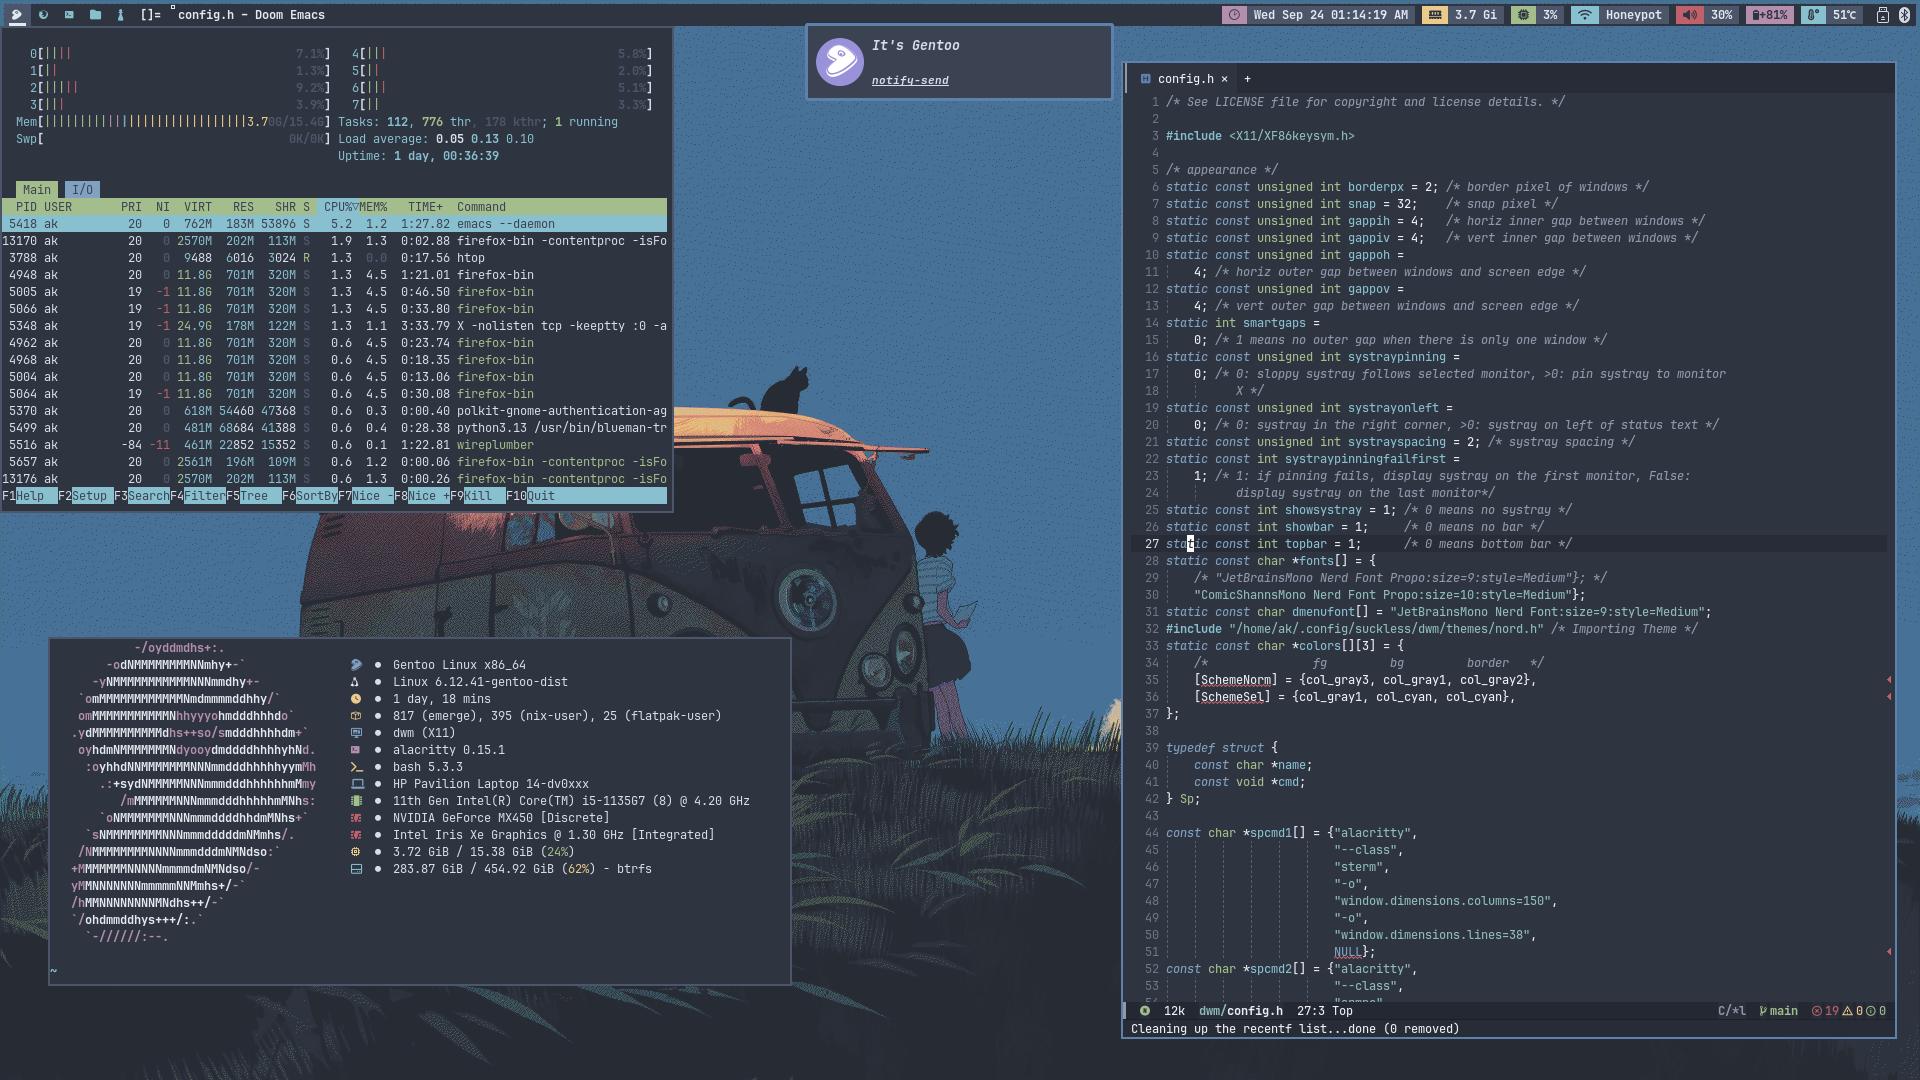 []= config.h – Doom Emacs
Wed Sep 24 01:14:19 AM 3.7 Gi 3% Honeypot 30% +81% 51℃
0[|||| 7.1%] 4[||| 5.8%]
1[|| 1.3%] 5[|| 2.0%]
2[||||| 9.2%] 6[||| 5.1%]
3[||| 3.9%] 7[|| 3.3%]
Mem[3.70G/15.4G] Tasks: 112, 776 thr, 178 kthr; 1 running
Swp[ 0K/0K] Load average: 0.05 0.13 0.10
Uptime: 1 day, 00:36:39
Main I/O
PID USER PRI NI VIRT RES SHR S CPU%▽MEM% TIME+ Command
5418 ak 20 0 762M 183M 53896 S 5.2 1.2 1:27.82 emacs --daemon
13170 ak 20 0 2570M 202M 113M S 1.9 1.3 0:02.88 firefox-bin -contentproc -isFo
3788 ak 20 0 9488 6016 3024 R 1.3 0.0 0:17.56 htop
4948 ak 20 0 11.8G 701M 320M S 1.3 4.5 1:21.01 firefox-bin
5005 ak 19 -1 11.8G 701M 320M S 1.3 4.5 0:46.50 firefox-bin
5066 ak 19 -1 11.8G 701M 320M S 1.3 4.5 0:33.80 firefox-bin
5348 ak 19 -1 24.9G 178M 122M S 1.3 1.1 3:33.79 X -nolisten tcp -keeptty :0 -a
4962 ak 20 0 11.8G 701M 320M S 0.6 4.5 0:23.74 firefox-bin
4968 ak 20 0 11.8G 701M 320M S 0.6 4.5 0:18.35 firefox-bin
5004 ak 20 0 11.8G 701M 320M S 0.6 4.5 0:13.06 firefox-bin
5064 ak 19 -1 11.8G 701M 320M S 0.6 4.5 0:30.08 firefox-bin
5370 ak 20 0 618M 54460 47368 S 0.6 0.3 0:00.40 polkit-gnome-authentication-ag
5499 ak 20 0 481M 68684 41388 S 0.6 0.4 0:28.38 python3.13 /usr/bin/blueman-tr
5516 ak -84 -11 461M 22852 15352 S 0.6 0.1 1:22.81 wireplumber
5657 ak 20 0 2561M 196M 109M S 0.6 1.2 0:00.06 firefox-bin -contentproc -isFo
13176 ak 20 0 2570M 202M 113M S 0.6 1.3 0:00.26 firefox-bin -contentproc -isFo
F1Help F2Setup F3SearchF4FilterF5Tree F6SortByF7Nice -F8Nice +F9Kill F10Quit
It's Gentoo
notify-send
-/oyddmdhs+:.
-odNMMMMMMMMNNmhy+-`
-yNMMMMMMMMMMMNNNmmdhy+-
`omMMMMMMMMMMMMNmdmmmmddhhy/`
omMMMMMMMMMMMNhhyyyohmdddhhhdo`
.ydMMMMMMMMMMdhs++so/smdddhhhhdm+`
oyhdmNMMMMMMMNdyooydmddddhhhhyhNd.
:oyhhdNNMMMMMMMNNNmmdddhhhhhyymMh
.:+sydNMMMMMNNNmmmdddhhhhhhmMmy
/mMMMMMMNNNmmmdddhhhhhmMNhs:
`oNMMMMMMMNNNmmmddddhhdmMNhs+`
`sNMMMMMMMMNNNmmmdddddmNMmhs/.
/NMMMMMMMMNNNNmmmdddmNMNdso:`
+MMMMMMMNNNNNmmmmdmNMNdso/-
yMMNNNNNNNmmmmmNNMmhs+/-`
/hMMNNNNNNNNMNdhs++/-`
`/ohdmmddhys+++/:.`
`-//////:--.
Gentoo Linux x86_64
Linux 6.12.41-gentoo-dist
1 day, 18 mins
817 (emerge), 395 (nix-user), 25 (flatpak-user)
dwm (X11)
alacritty 0.15.1
bash 5.3.3
HP Pavilion Laptop 14-dv0xxx
11th Gen Intel(R) Core(TM) i5-1135G7 (8) @ 4.20 GHz
NVIDIA GeForce MX450 [Discrete]
Intel Iris Xe Graphics @ 1.30 GHz [Integrated]
3.72 GiB / 15.38 GiB (24%)
283.87 GiB / 454.92 GiB (62%) - btrfs
~
config.h × +
1 /* See LICENSE file for copyright and license details. */
2
3 #include <X11/XF86keysym.h>
4
5 /* appearance */
6 static const unsigned int borderpx = 2; /* border pixel of windows */
7 static const unsigned int snap = 32; /* snap pixel */
8 static const unsigned int gappih = 4; /* horiz inner gap between windows */
9 static const unsigned int gappiv = 4; /* vert inner gap between windows */
10 static const unsigned int gappoh =
11 4; /* horiz outer gap between windows and screen edge */
12 static const unsigned int gappov =
13 4; /* vert outer gap between windows and screen edge */
14 static int smartgaps =
15 0; /* 1 means no outer gap when there is only one window */
16 static const unsigned int systraypinning =
17 0; /* 0: sloppy systray follows selected monitor, >0: pin systray to monitor
18 X */
19 static const unsigned int systrayonleft =
20 0; /* 0: systray in the right corner, >0: systray on left of status text */
21 static const unsigned int systrayspacing = 2; /* systray spacing */
22 static const int systraypinningfailfirst =
23 1; /* 1: if pinning fails, display systray on the first monitor, False:
24 display systray on the last monitor*/
25 static const int showsystray = 1; /* 0 means no systray */
26 static const int showbar = 1; /* 0 means no bar */
27 static const int topbar = 1; /* 0 means bottom bar */
28 static const char *fonts[] = {
29 /* "JetBrainsMono Nerd Font Propo:size=9:style=Medium"}; */
30 "ComicShannsMono Nerd Font Propo:size=10:style=Medium"};
31 static const char dmenufont[] = "JetBrainsMono Nerd Font:size=9:style=Medium";
32 #include "/home/ak/.config/suckless/dwm/themes/nord.h" /* Importing Theme */
33 static const char *colors[][3] = {
34 /* fg bg border */
35 [SchemeNorm] = {col_gray3, col_gray1, col_gray2},
36 [SchemeSel] = {col_gray1, col_cyan, col_cyan},
37 };
38
39 typedef struct {
40 const char *name;
41 const void *cmd;
42 } Sp;
43
44 const char *spcmd1[] = {"alacritty",
45 "--class",
46 "sterm",
47 "-o",
48 "window.dimensions.columns=150",
49 "-o",
50 "window.dimensions.lines=38",
51 NULL};
52 const char *spcmd2[] = {"alacritty",
53 "--class",
12k dwm/config.h 27:3 Top C/*l main 19 0 0
Cleaning up the recentf list...done (0 removed)